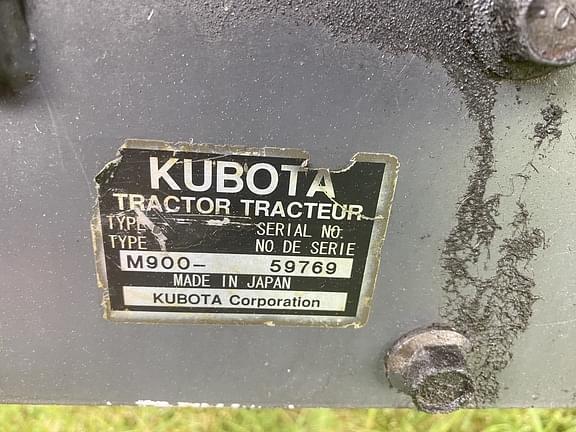 KUBOTA
TRACTOR TRACTEUR
TYPE SERIAL NO.
TYPE NO DE SERIE
M900- 59769
MADE IN JAPAN
KUBOTA Corporation